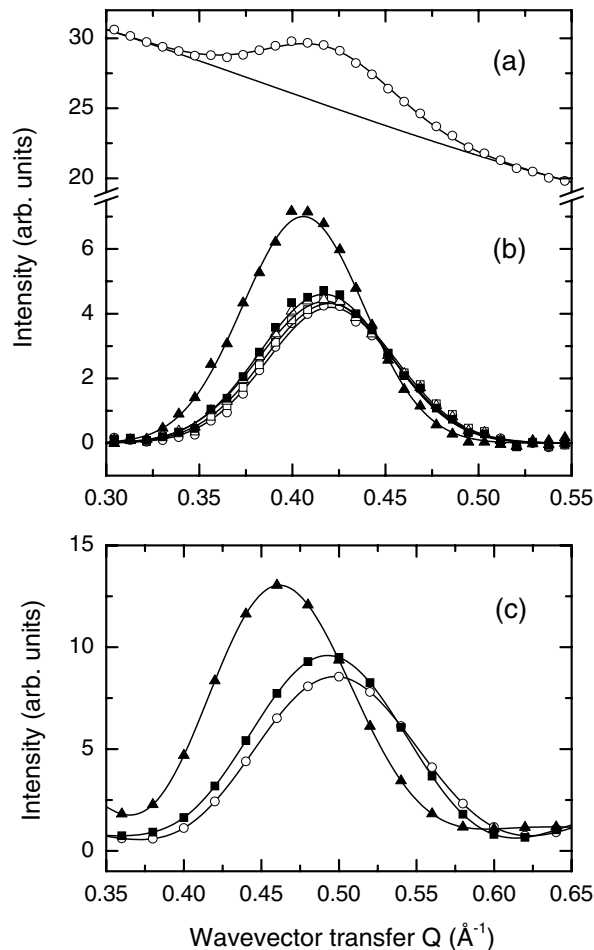 30
25
20
(a)
Intensity (arb. units)
6
4
2
0
(b)
0.30 0.35 0.40 0.45 0.50 0.55
15
10
5
0
(c)
Intensity (arb. units)
0.35 0.40 0.45 0.50 0.55 0.60 0.65
Wavevector transfer Q (Å⁻¹)